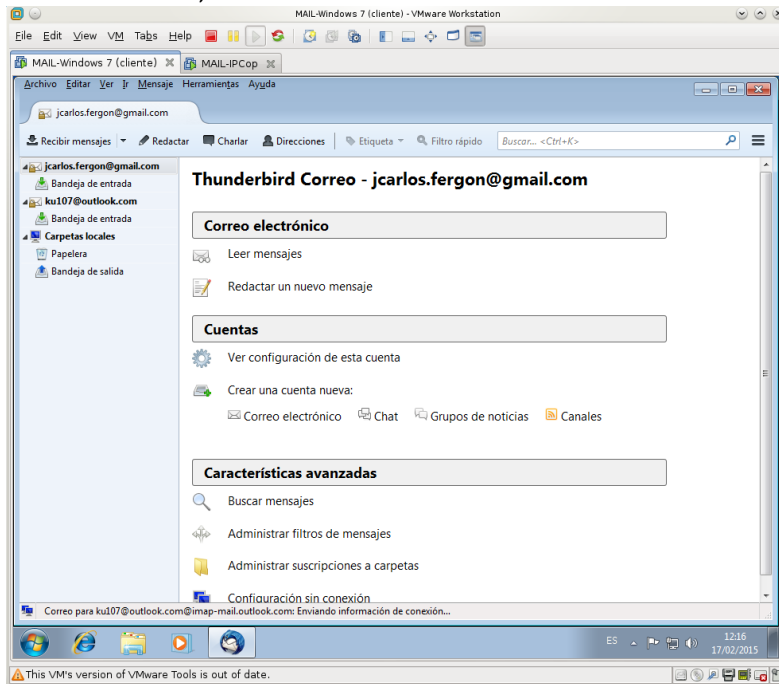 MAIL-Windows 7 (cliente) - VMware Workstation
File Edit View VM Tabs Help
MAIL-Windows 7 (cliente) MAIL-IPCop
Archivo Editar Ver Ir Mensaje Herramientas Ayuda
jcarlos.fergon@gmail.com
Recibir mensajes Redactar Charlar Direcciones Etiqueta Filtro rápido Buscar... <Ctrl+K>
jcarlos.fergon@gmail.com
Bandeja de entrada
ku107@outlook.com
Bandeja de entrada
Carpetas locales
Papelera
Bandeja de salida
Thunderbird Correo - jcarlos.fergon@gmail.com
Correo electrónico
Leer mensajes
Redactar un nuevo mensaje
Cuentas
Ver configuración de esta cuenta
Crear una cuenta nueva:
Correo electrónico Chat Grupos de noticias Canales
Características avanzadas
Buscar mensajes
Administrar filtros de mensajes
Administrar suscripciones a carpetas
Configuración sin conexión
Correo para ku107@outlook.com@imap-mail.outlook.com: Enviando información de conexión...
ES 12:16
17/02/2015
This VM's version of VMware Tools is out of date.